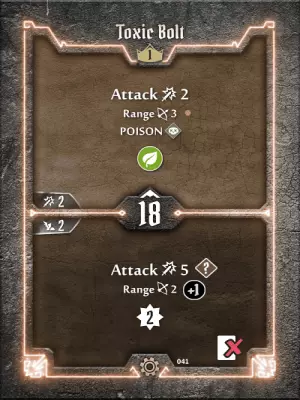 Toxic Bolt
1
Attack 2
Range 3
POISON
2
18
2
Attack 5 ?
Range 2 +1
2
041